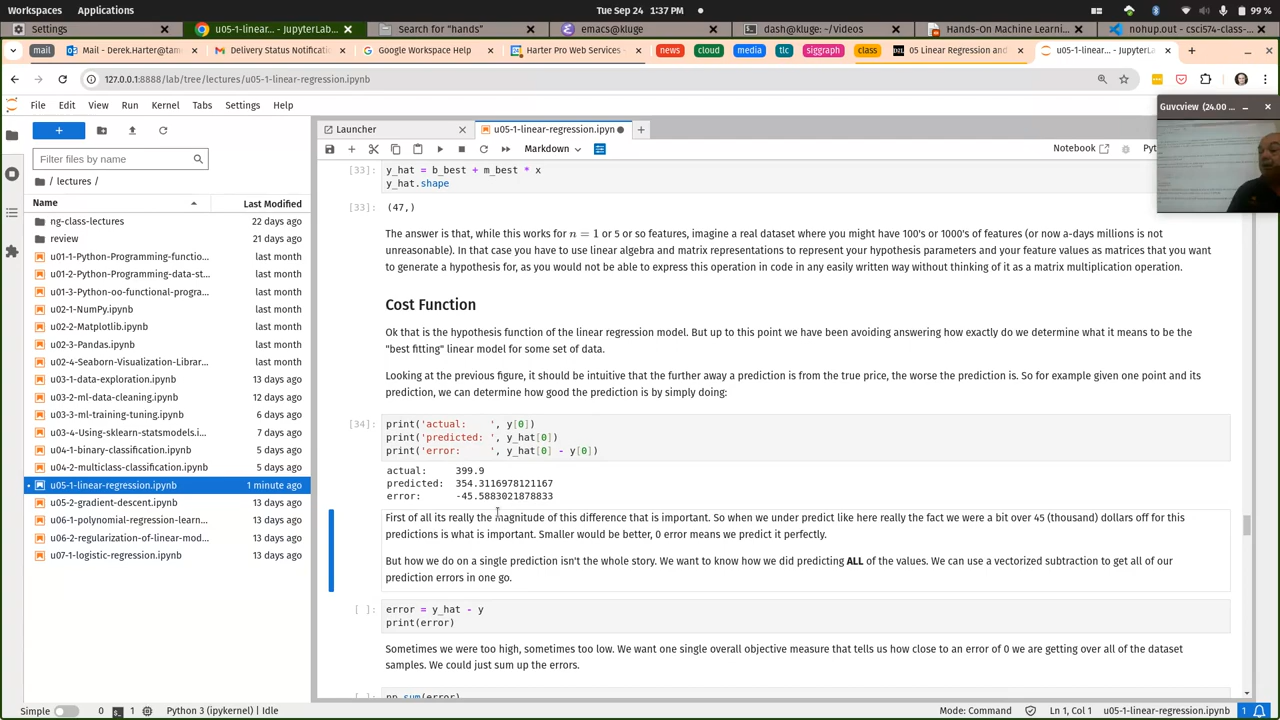 Workspaces Applications Tue Sep 24 1:37 PM 99 %
Settings u05-1-linear-regression... - JupyterLab... Search for "hands" emacs@kluge dash@kluge: ~/Videos Hands-On Machine Learning... nohup.out - csci574-class-...
mail Mail - Derek.Harter@... Delivery Status Notificati... Google Workspace Help Harter Pro Web Services - news cloud media tlc siggraph class 05 Linear Regression and u05-1-linear... - JupyterL
127.0.0.1:8888/lab/tree/lectures/u05-1-linear-regression.ipynb
File Edit View Run Kernel Tabs Settings Help
Guvcview (24.00 ...
Launcher
u05-1-linear-regression.ipyn
Markdown
Notebook
Filter files by name
/ lectures /
Name Last Modified
ng-class-lectures 22 days ago
review 21 days ago
u01-1-Python-Programming-functio... last month
u01-2-Python-Programming-data-st... last month
u01-3-Python-oo-functional-progra... last month
u02-1-NumPy.ipynb last month
u02-2-Matplotlib.ipynb last month
u02-3-Pandas.ipynb last month
u02-4-Seaborn-Visualization-Librar... last month
u03-1-data-exploration.ipynb 13 days ago
u03-2-ml-data-cleaning.ipynb 13 days ago
u03-3-ml-training-tuning.ipynb 6 days ago
u03-4-Using-sklearn-statsmodels.i... 7 days ago
u04-1-binary-classification.ipynb 5 days ago
u04-2-multiclass-classification.ipynb 5 days ago
u05-1-linear-regression.ipynb 1 minute ago
u05-2-gradient-descent.ipynb 13 days ago
u06-1-polynomial-regression-learn... 13 days ago
u06-2-regularization-of-linear-mod... 13 days ago
u07-1-logistic-regression.ipynb 13 days ago
[33]: y_hat = b_best + m_best * x
y_hat.shape
[33]: (47,)
The answer is that, while this works for n = 1 or 5 or so features, imagine a real dataset where you might have 100's or 1000's of features (or now a-days millions is not
unreasonable). In that case you have to use linear algebra and matrix representations to represent your hypothesis parameters and your feature values as matrices that you want
to generate a hypothesis for, as you would not be able to express this operation in code in any easily written way without thinking of it as a matrix multiplication operation.
Cost Function
Ok that is the hypothesis function of the linear regression model. But up to this point we have been avoiding answering how exactly do we determine what it means to be the
"best fitting" linear model for some set of data.
Looking at the previous figure, it should be intuitive that the further away a prediction is from the true price, the worse the prediction is. So for example given one point and its
prediction, we can determine how good the prediction is by simply doing:
[34]: print('actual:    ', y[0])
print('predicted: ', y_hat[0])
print('error:     ', y_hat[0] - y[0])
actual:     399.9
predicted:  354.3116978121167
error:      -45.5883021878833
First of all its really the magnitude of this difference that is important. So when we under predict like here really the fact we were a bit over 45 (thousand) dollars off for this
predictions is what is important. Smaller would be better, 0 error means we predict it perfectly.
But how we do on a single prediction isn't the whole story. We want to know how we did predicting ALL of the values. We can use a vectorized subtraction to get all of our
prediction errors in one go.
[ ]: error = y_hat - y
print(error)
Sometimes we were too high, sometimes too low. We want one single overall objective measure that tells us how close to an error of 0 we are getting over all of the dataset
samples. We could just sum up the errors.
[ ]: np.sum(error)
Simple 0 1 Python 3 (ipykernel) | Idle Mode: Command Ln 1, Col 1 u05-1-linear-regression.ipynb 1